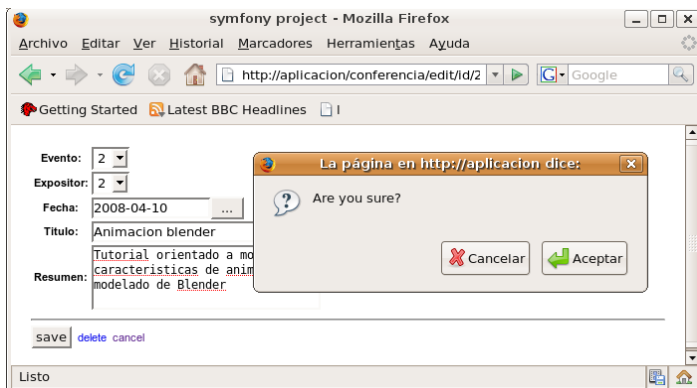 symfony project - Mozilla Firefox
Archivo Editar Ver Historial Marcadores Herramientas Ayuda
http://aplicacion/conferencia/edit/id/2
G Google
Getting Started Latest BBC Headlines I
Evento: 2
Expositor: 2
Fecha: 2008-04-10 ...
Titulo: Animacion blender
Resumen: Tutorial orientado a mo
caracteristicas de anim
modelado de Blender
La página en http://aplicacion dice:
Are you sure?
Cancelar Aceptar
save delete cancel
Listo